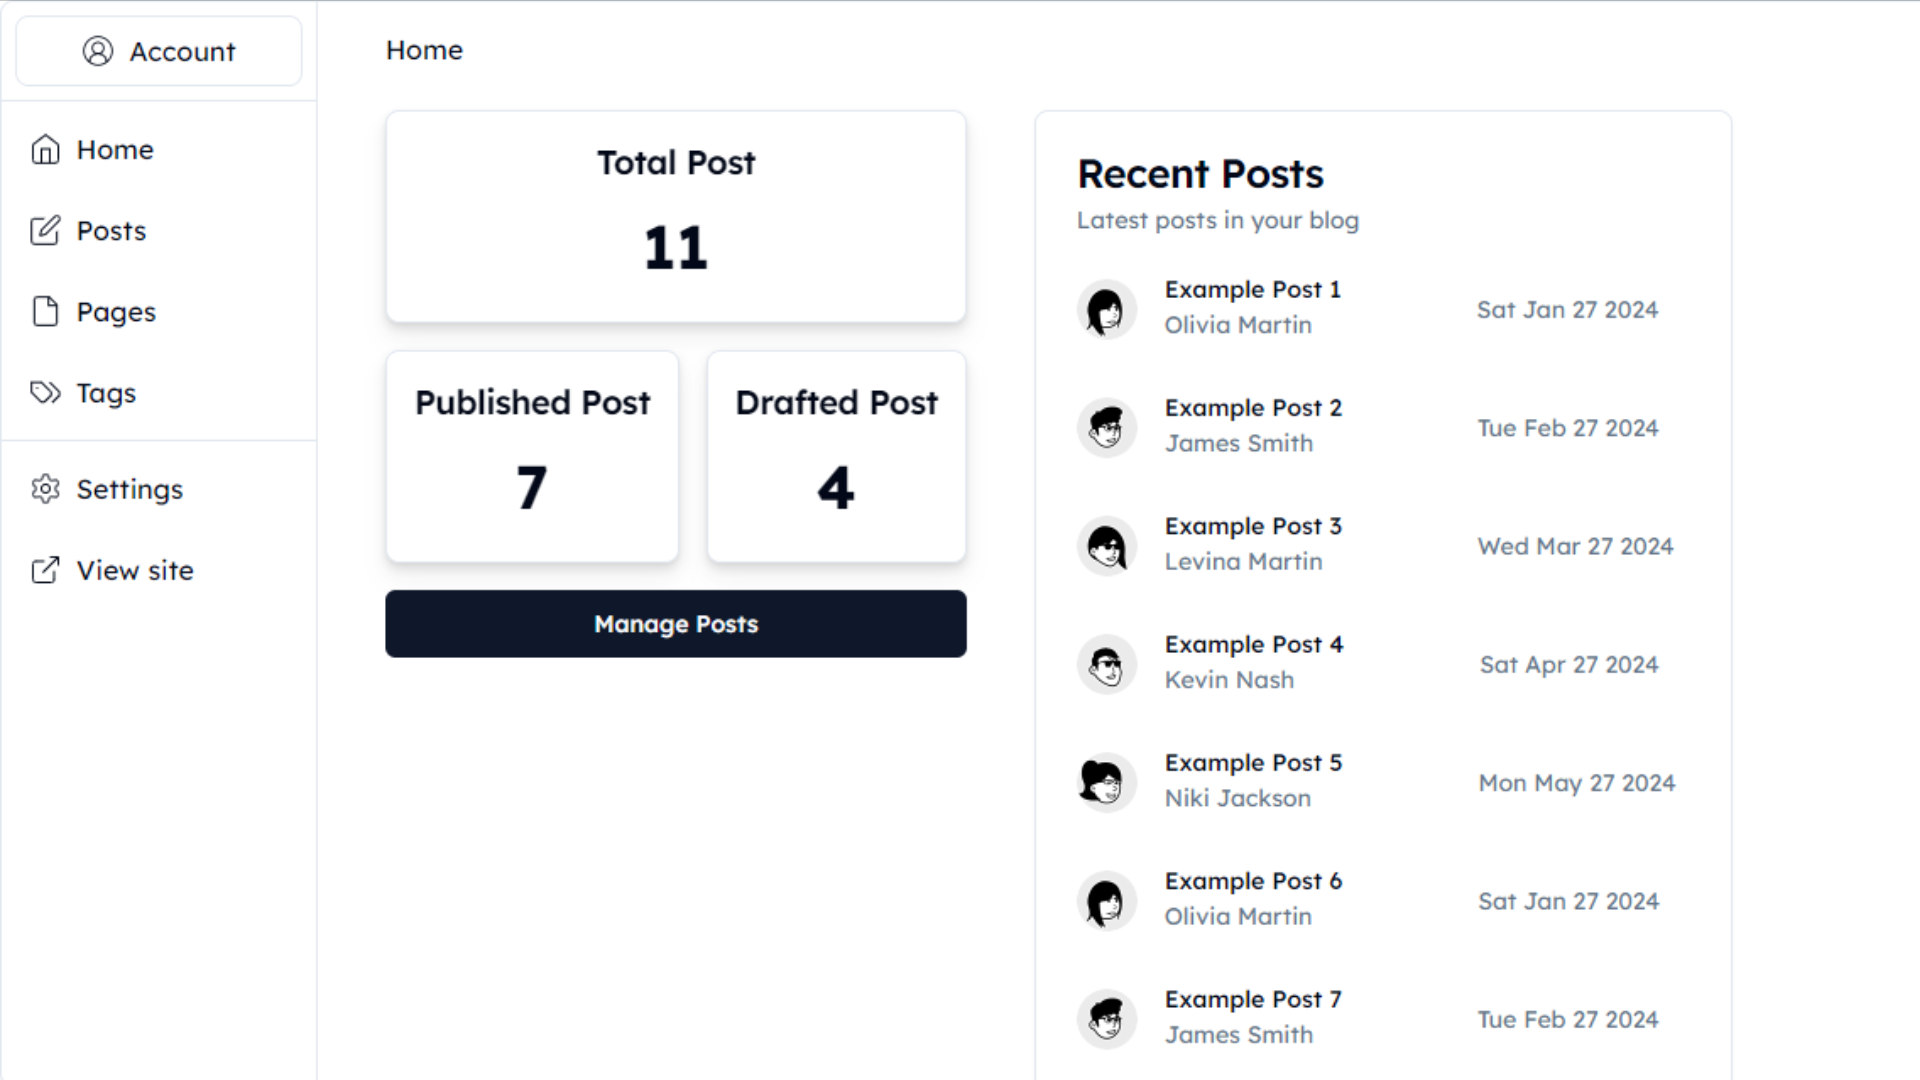 Account
Home
Posts
Pages
Tags
Settings
View site
Home
Total Post
11
Published Post
7
Drafted Post
4
Manage Posts
Recent Posts
Latest posts in your blog
Example Post 1
Olivia Martin
Sat Jan 27 2024
Example Post 2
James Smith
Tue Feb 27 2024
Example Post 3
Levina Martin
Wed Mar 27 2024
Example Post 4
Kevin Nash
Sat Apr 27 2024
Example Post 5
Niki Jackson
Mon May 27 2024
Example Post 6
Olivia Martin
Sat Jan 27 2024
Example Post 7
James Smith
Tue Feb 27 2024